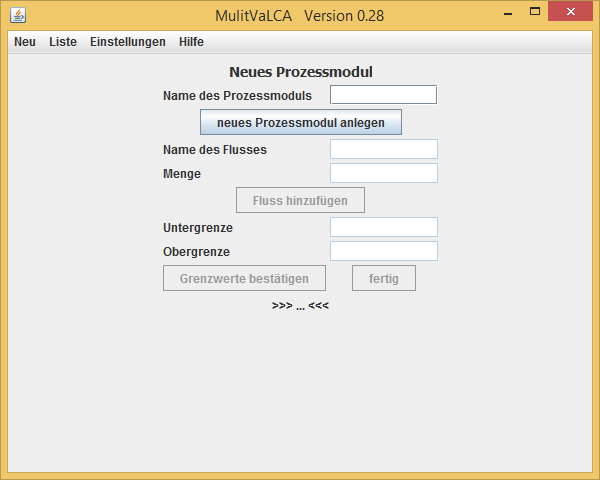 MulitVaLCA Version 0.28
Neu Liste Einstellungen Hilfe
Neues Prozessmodul
Name des Prozessmoduls
neues Prozessmodul anlegen
Name des Flusses
Menge
Fluss hinzufügen
Untergrenze
Obergrenze
Grenzwerte bestätigen fertig
>>> ... <<<